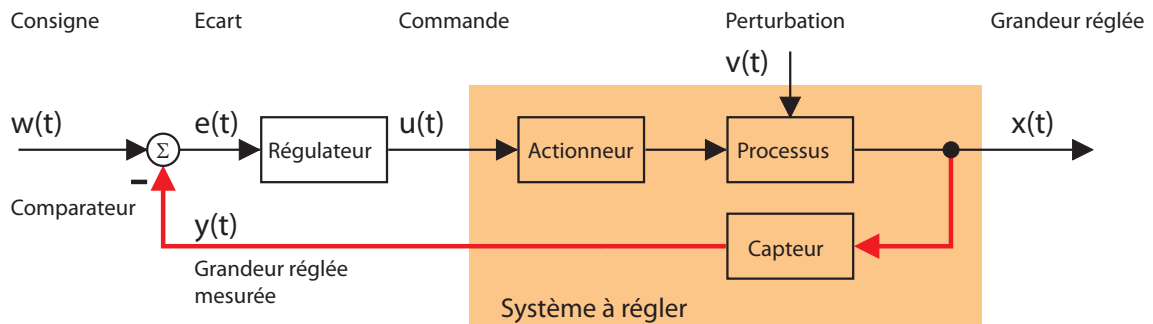 Consigne
Ecart
Commande
Perturbation
Grandeur réglée
v(t)
w(t)
e(t)
u(t)
x(t)
Σ
Régulateur
Actionneur
Processus
Comparateur
y(t)
Capteur
Grandeur réglée
mesurée
Système à régler